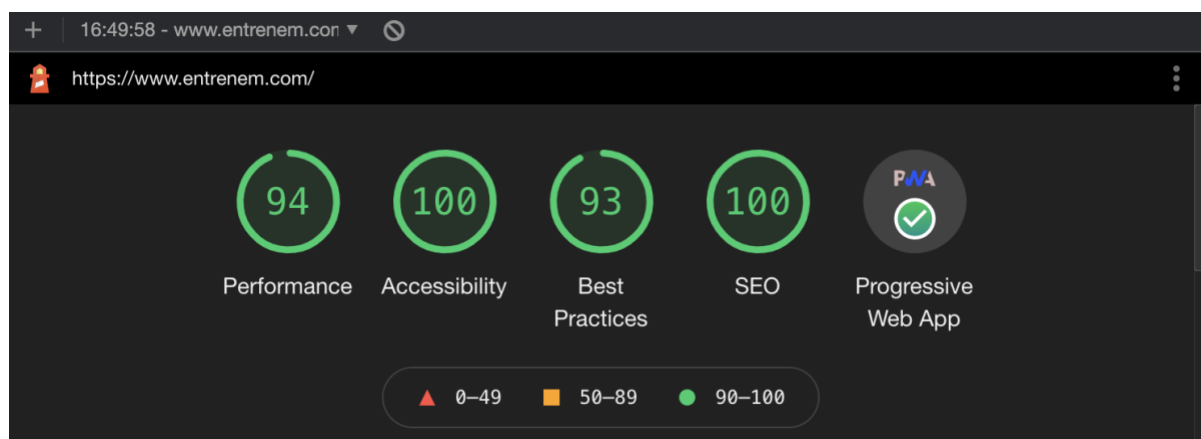 16:49:58 - www.entrenem.con
https://www.entrenem.com/
94 100 93 100 PWA
Performance Accessibility Best Practices SEO Progressive Web App
0–49 50–89 90–100